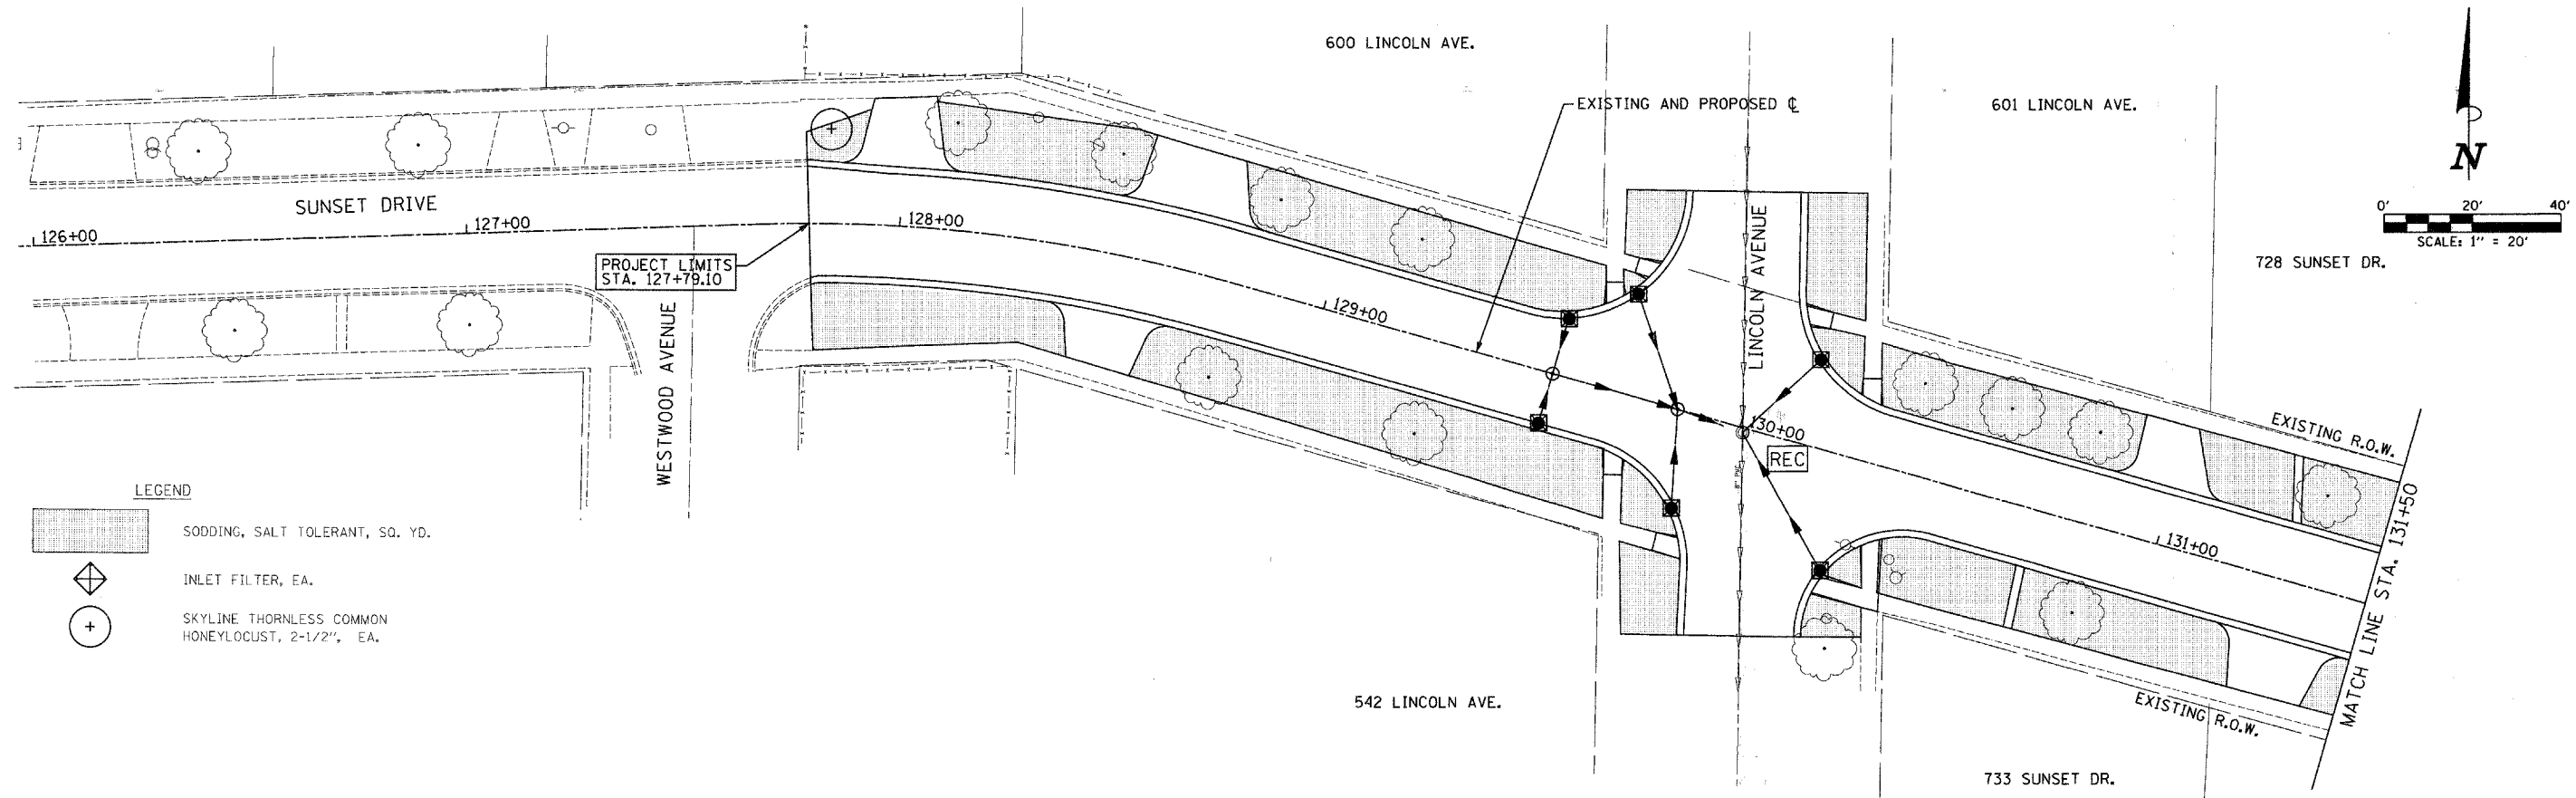 600 LINCOLN AVE.
EXISTING AND PROPOSED ℄
601 LINCOLN AVE.
N
0' 20' 40'
SCALE: 1" = 20'
728 SUNSET DR.
SUNSET DRIVE
126+00
127+00
128+00
129+00
130+00
131+00
PROJECT LIMITS
STA. 127+79.10
WESTWOOD AVENUE
LINCOLN AVENUE
REC
EXISTING R.O.W.
MATCH LINE STA. 131+50
EXISTING R.O.W.
542 LINCOLN AVE.
733 SUNSET DR.
LEGEND
SODDING, SALT TOLERANT, SQ. YD.
INLET FILTER, EA.
SKYLINE THORNLESS COMMON
HONEYLOCUST, 2-1/2", EA.